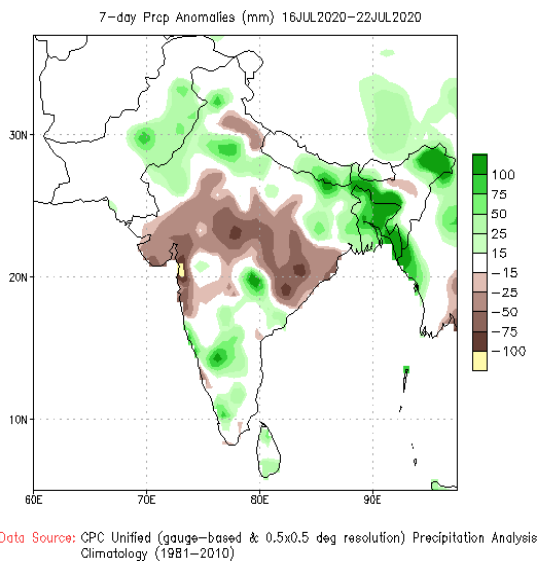 7-day Prcp Anomalies (mm) 16JUL2020-22JUL2020
30N
20N
10N
60E 70E 80E 90E
100
75
50
25
15
-15
-25
-50
-75
-100
Data Source: CPC Unified (gauge-based & 0.5x0.5 deg resolution) Precipitation Analysis
Climatology (1981-2010)